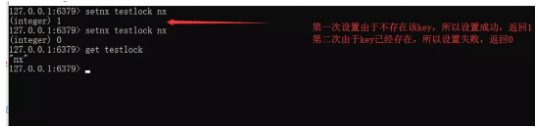 127.0.0.1:6379> setnx testlock nx
(integer) 1
127.0.0.1:6379> setnx testlock nx
(integer) 0
127.0.0.1:6379> get testlock
"nx"
127.0.0.1:6379>
第一次设置由于不存在该key，所以设置成功，返回1
第二次由于key已经存在，所以设置失败，返回0